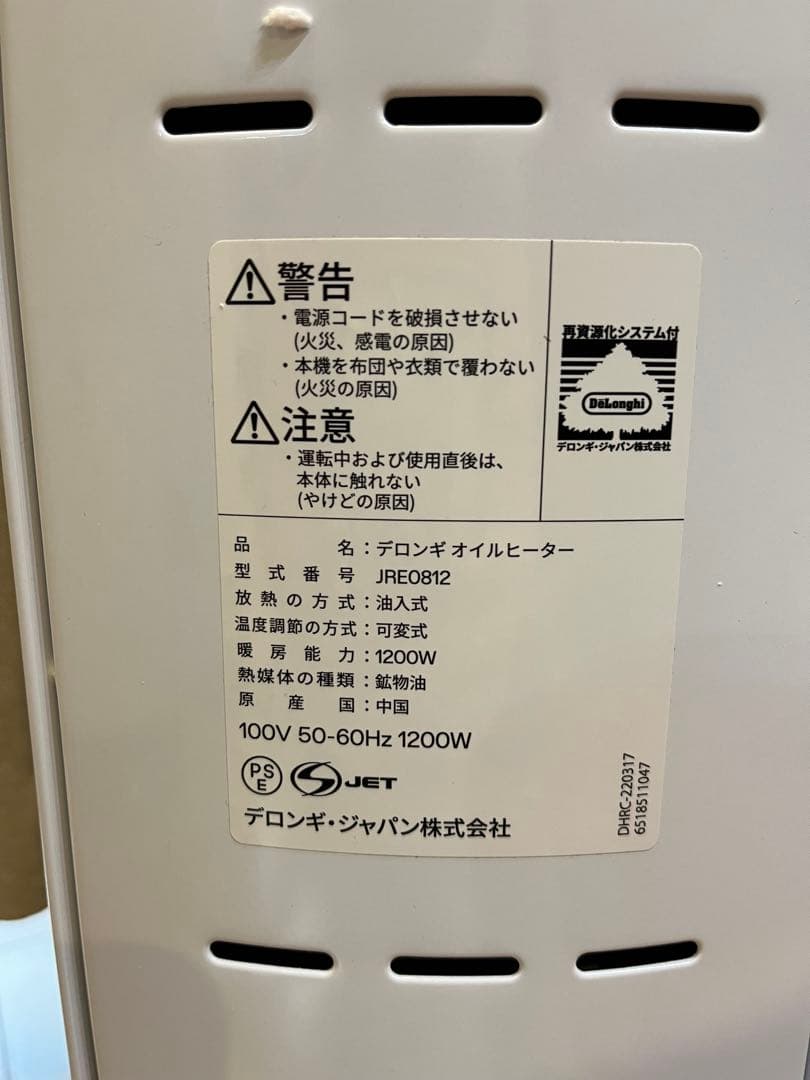 警告
・電源コードを破損させない
(火災、感電の原因)
・本機を布団や衣類で覆わない
(火災の原因)
注意
・運転中および使用直後は、
本体に触れない
(やけどの原因)
再資源化システム付
DeLonghi
デロンギ・ジャパン株式会社
品名：デロンギ オイルヒーター
型式番号 JRE0812
放熱の方式：油入式
温度調節の方式：可変式
暖房能力：1200W
熱媒体の種類：鉱物油
原産国：中国
100V 50-60Hz 1200W
PSE JET
デロンギ・ジャパン株式会社
DHRC-220317
6518511047